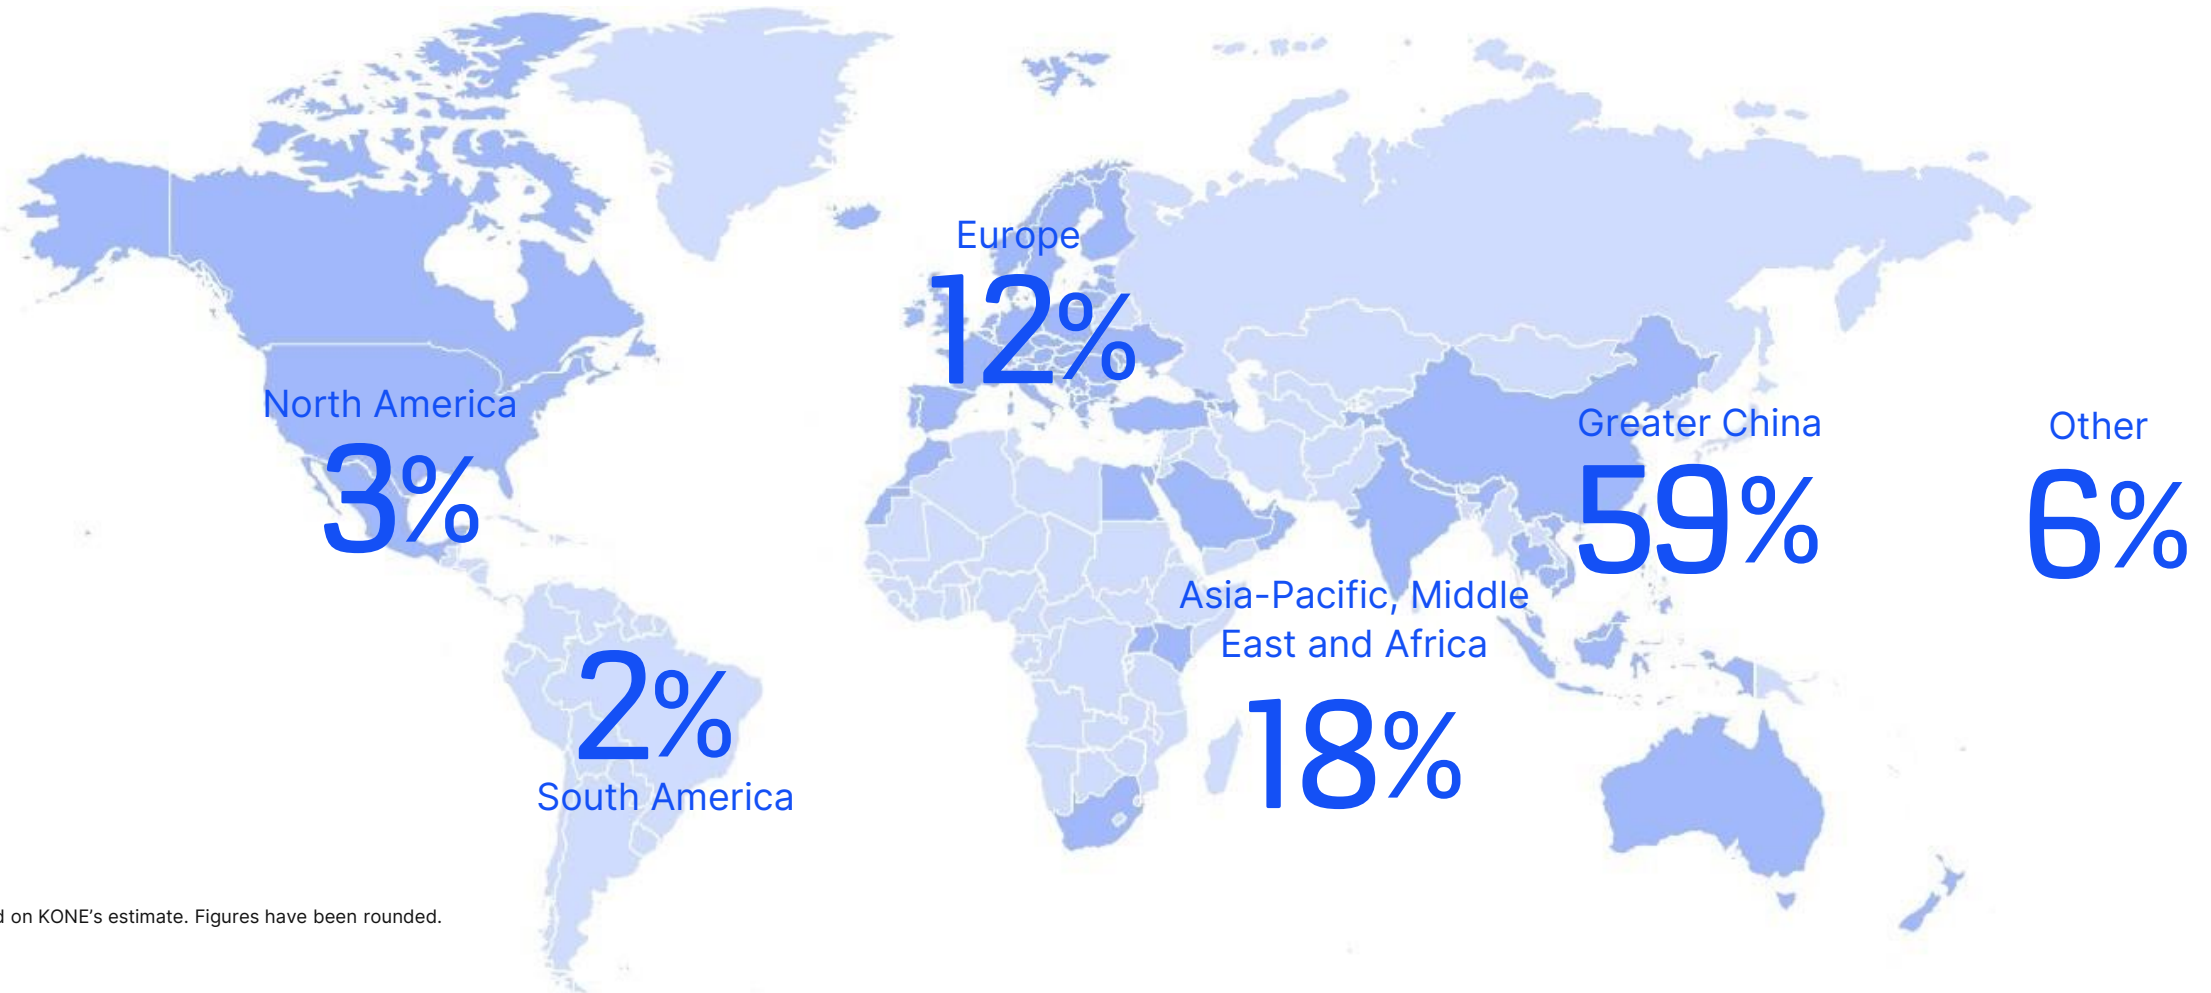 Europe
12%
North America
3%
Greater China
59%
Other
6%
Asia-Pacific, Middle
East and Africa
18%
2%
South America
on KONE’s estimate. Figures have been rounded.